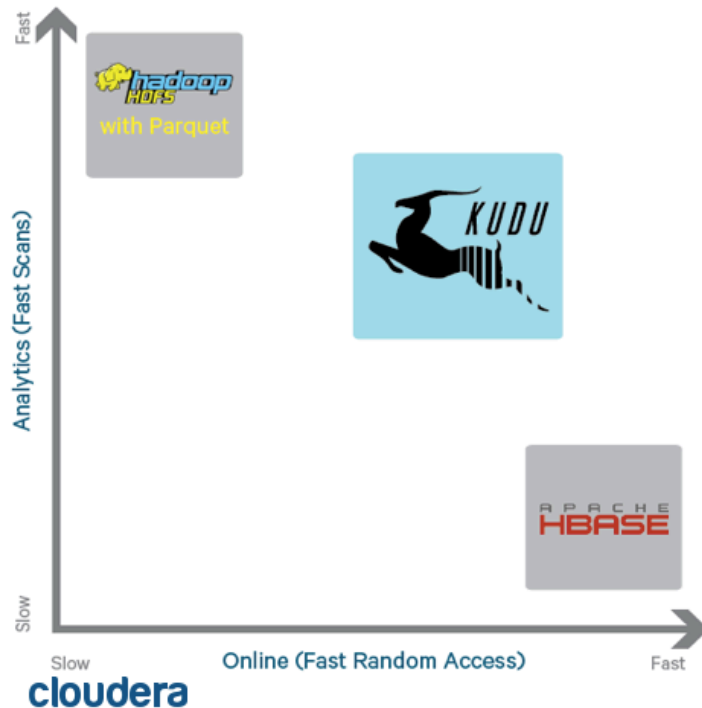 Fast
hadoop
HDFS
with Parquet
KUDU
Analytics (Fast Scans)
APACHE
HBASE
Slow
Slow
Online (Fast Random Access)
Fast
cloudera